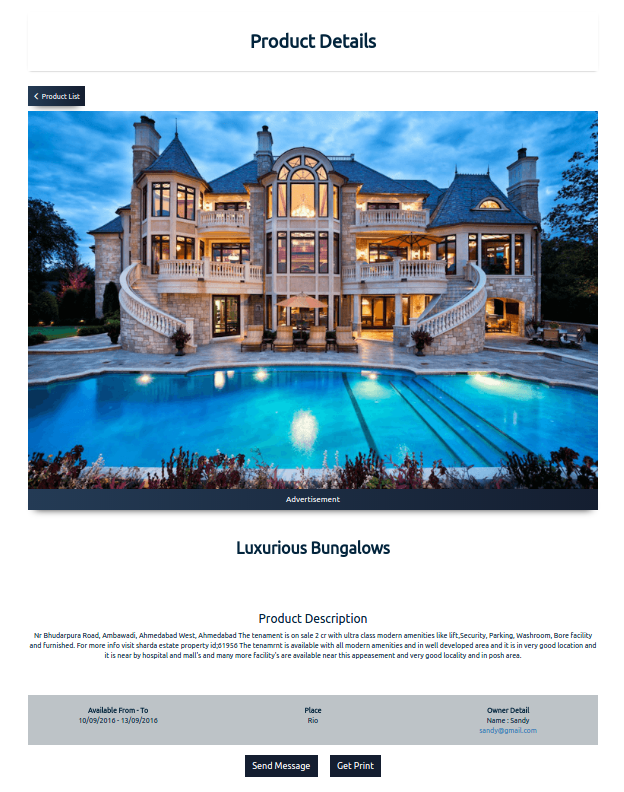 Product Details
Product List
Advertisement
Luxurious Bungalows
Product Description
Nr Bhudarpura Road, Ambawadi, Ahmedabad West, Ahmedabad The tenament is on sale 2 cr with ultra class modern amenities like lift,Security, Parking, Washroom, Bore facility
and furnished. For more info visit sharda estate property id;61956 The tenamrnt is available with all modern amenities and in well developed area and it is in very good location and
it is near by hospital and mall's and many more facility's are available near this appeasement and very good locality and in posh area.
Available From - To
10/09/2016 - 13/09/2016
Place
Rio
Owner Detail
Name : Sandy
sandy@gmail.com
Send Message
Get Print